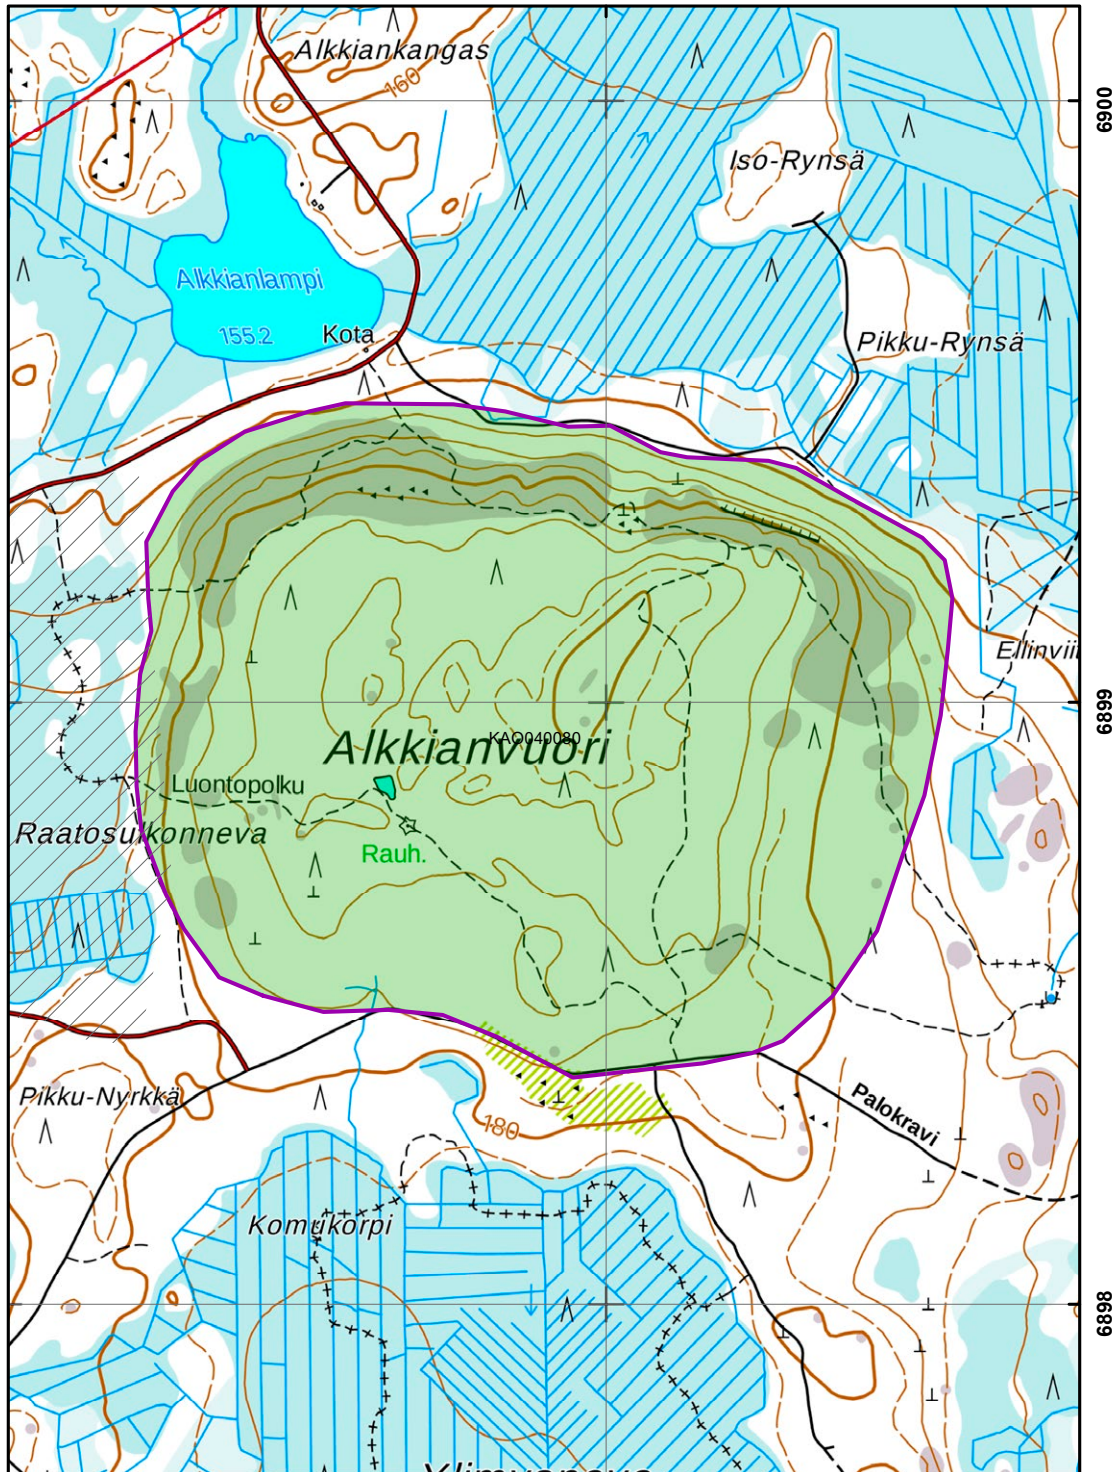 Alkkiankangas
160
6900
Iso-Rynsä
Alkkianlampi
155.2
Kota
Pikku-Rynsä
Ellinvii
6899
KAO040080
Alkkianvuori
Luontopolku
Raatosulkonneva
Rauh.
Pikku-Nyrkkä
Palokravi
180
Komukorpi
6898